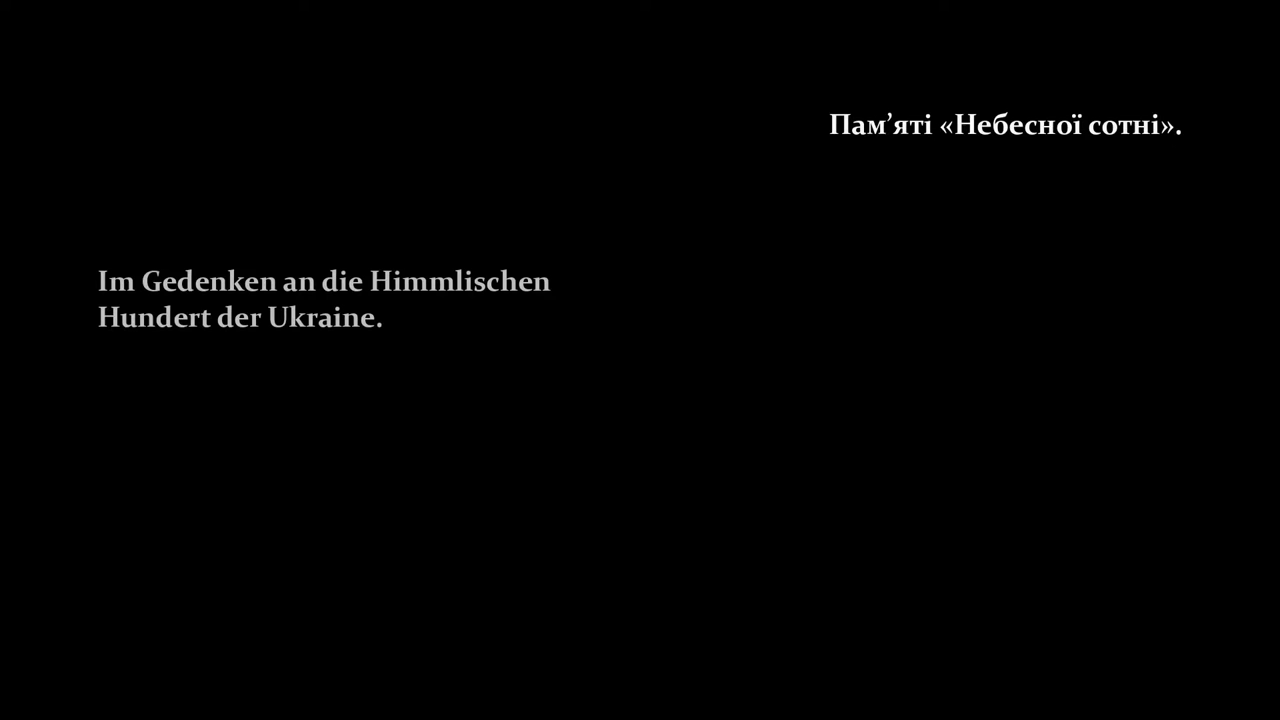 Пам’яті «Небесної сотні».
Im Gedenken an die Himmlischen
Hundert der Ukraine.